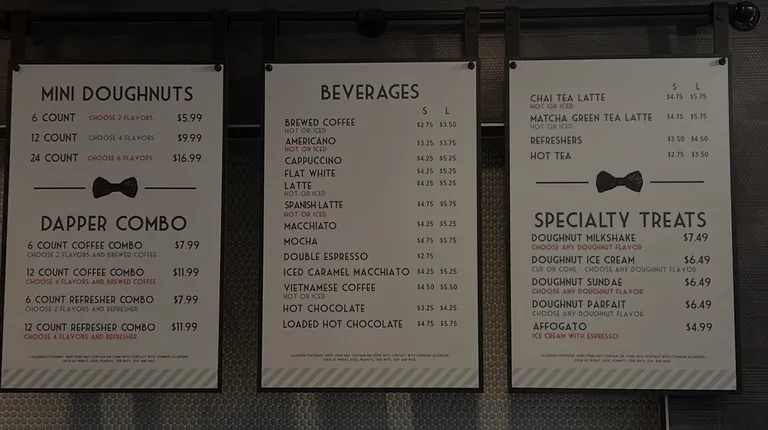 MINI DOUGHNUTS
6 COUNT CHOOSE 2 FLAVORS $5.99
12 COUNT CHOOSE 4 FLAVORS $9.99
24 COUNT CHOOSE 6 FLAVORS $16.99
DAPPER COMBO
6 COUNT COFFEE COMBO $7.99
CHOOSE 2 FLAVORS AND BREWED COFFEE
12 COUNT COFFEE COMBO $11.99
CHOOSE 4 FLAVORS AND BREWED COFFEE
6 COUNT REFRESHER COMBO $7.99
CHOOSE 2 FLAVORS AND REFRESHER
12 COUNT REFRESHER COMBO $11.99
CHOOSE 4 FLAVORS AND REFRESHER
BEVERAGES
S L
BREWED COFFEE $2.75 $3.50
HOT OR ICED
AMERICANO $3.25 $3.75
HOT OR ICED
CAPPUCCINO $4.25 $5.25
FLAT WHITE $4.25 $5.25
LATTE $4.25 $5.25
HOT OR ICED
SPANISH LATTE $4.75 $5.75
HOT OR ICED
MACCHIATO $4.25 $5.25
MOCHA $4.75 $5.75
DOUBLE ESPRESSO $2.75
ICED CARAMEL MACCHIATO $4.25 $5.25
VIETNAMESE COFFEE $4.50 $5.50
HOT OR ICED
HOT CHOCOLATE $3.25 $4.25
LOADED HOT CHOCOLATE $4.75 $5.75
S L
CHAI TEA LATTE $4.75 $5.75
HOT OR ICED
MATCHA GREEN TEA LATTE $4.75 $5.75
HOT OR ICED
REFRESHERS $3.50 $4.50
HOT TEA $2.75 $3.50
SPECIALTY TREATS
DOUGHNUT MILKSHAKE $7.49
CHOOSE ANY DOUGHNUT FLAVOR
DOUGHNUT ICE CREAM $6.49
CUP OR CONE - CHOOSE ANY DOUGHNUT FLAVOR
DOUGHNUT SUNDAE $6.49
CHOOSE ANY DOUGHNUT FLAVOR
DOUGHNUT PARFAIT $6.49
CHOOSE ANY DOUGHNUT FLAVOR
AFFOGATO $4.99
ICE CREAM WITH ESPRESSO